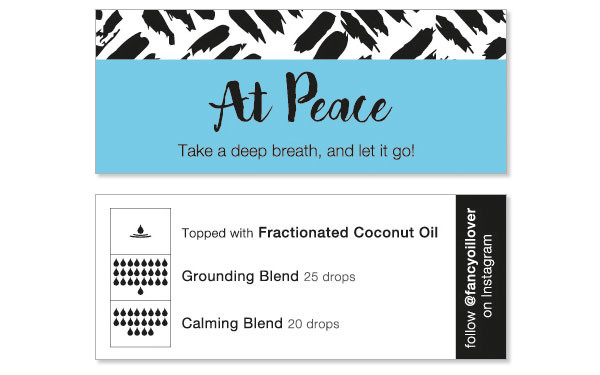 At Peace
Take a deep breath, and let it go!
Topped with Fractionated Coconut Oil
Grounding Blend 25 drops
Calming Blend 20 drops
follow @fancyoillover
on Instagram